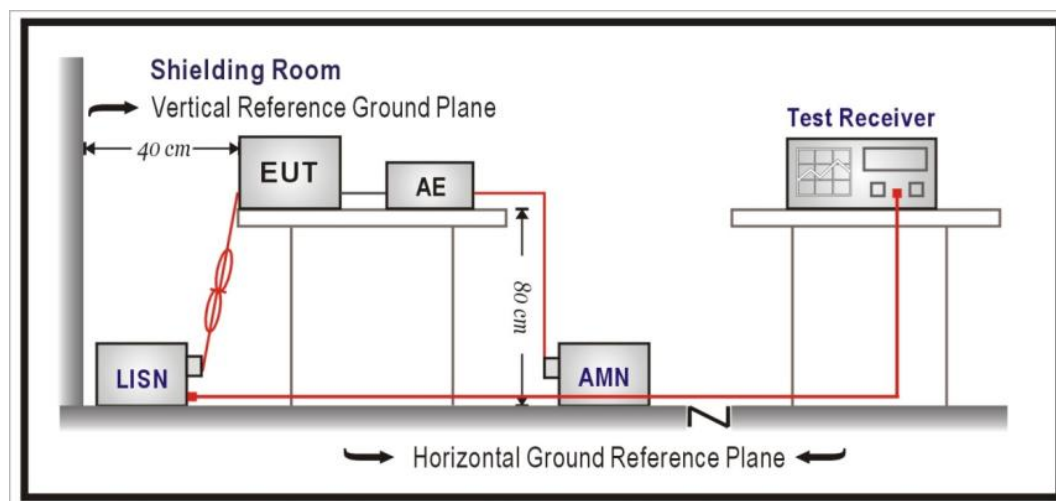 Shielding Room
Vertical Reference Ground Plane
Test Receiver
40 cm
EUT
AE
80 cm
LISN
AMN
Horizontal Ground Reference Plane